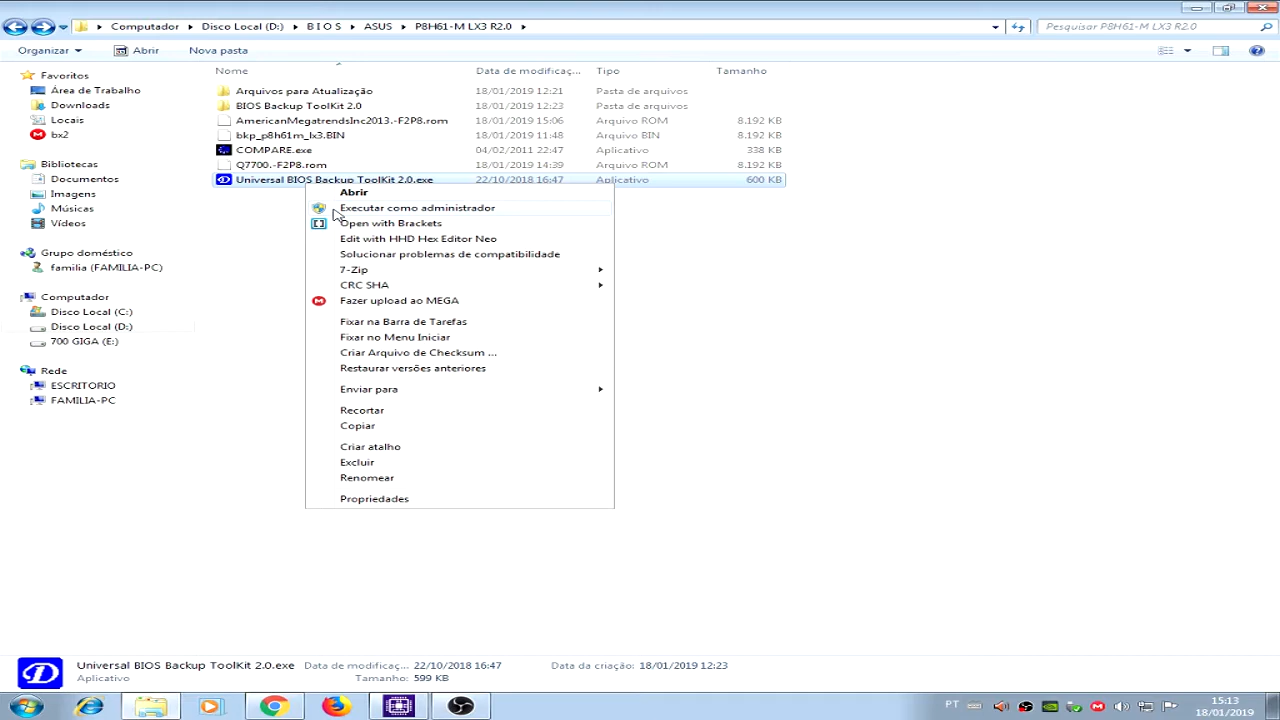 Computador
Disco Local (D:)
B I O S
ASUS
P8H61-M LX3 R2.0
Pesquisar P8H61-M LX3 R2.0
Organizar
Abrir
Nova pasta
Nome
Data de modificaç...
Tipo
Tamanho
Favoritos
Área de Trabalho
Downloads
Locais
bx2
Bibliotecas
Documentos
Imagens
Músicas
Vídeos
Grupo doméstico
familia (FAMILIA-PC)
Computador
Disco Local (C:)
Disco Local (D:)
700 GIGA (E:)
Rede
ESCRITORIO
FAMILIA-PC
Arquivos para Atualização 18/01/2019 12:21 Pasta de arquivos
BIOS Backup ToolKit 2.0 18/01/2019 12:23 Pasta de arquivos
AmericanMegatrendsInc2013.-F2P8.rom 18/01/2019 15:06 Arquivo ROM 8.192 KB
bkp_p8h61m_lx3.BIN 18/01/2019 11:48 Arquivo BIN 8.192 KB
COMPARE.exe 04/02/2011 22:47 Aplicativo 338 KB
Q7700.-F2P8.rom 18/01/2019 14:39 Arquivo ROM 8.192 KB
Universal BIOS Backup ToolKit 2.0.exe 22/10/2018 16:47 Aplicativo 600 KB
Abrir
Executar como administrador
Open with Brackets
Edit with HHD Hex Editor Neo
Solucionar problemas de compatibilidade
7-Zip
CRC SHA
Fazer upload ao MEGA
Fixar na Barra de Tarefas
Fixar no Menu Iniciar
Criar Arquivo de Checksum ...
Restaurar versões anteriores
Enviar para
Recortar
Copiar
Criar atalho
Excluir
Renomear
Propriedades
Universal BIOS Backup ToolKit 2.0.exe Data de modificaç... 22/10/2018 16:47 Data da criação: 18/01/2019 12:23
Aplicativo Tamanho: 599 KB
PT
15:13
18/01/2019